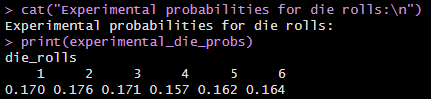 > cat("Experimental probabilities for die rolls:\n")
Experimental probabilities for die rolls:
> print(experimental_die_probs)
die_rolls
    1     2     3     4     5     6
0.170 0.176 0.171 0.157 0.162 0.164